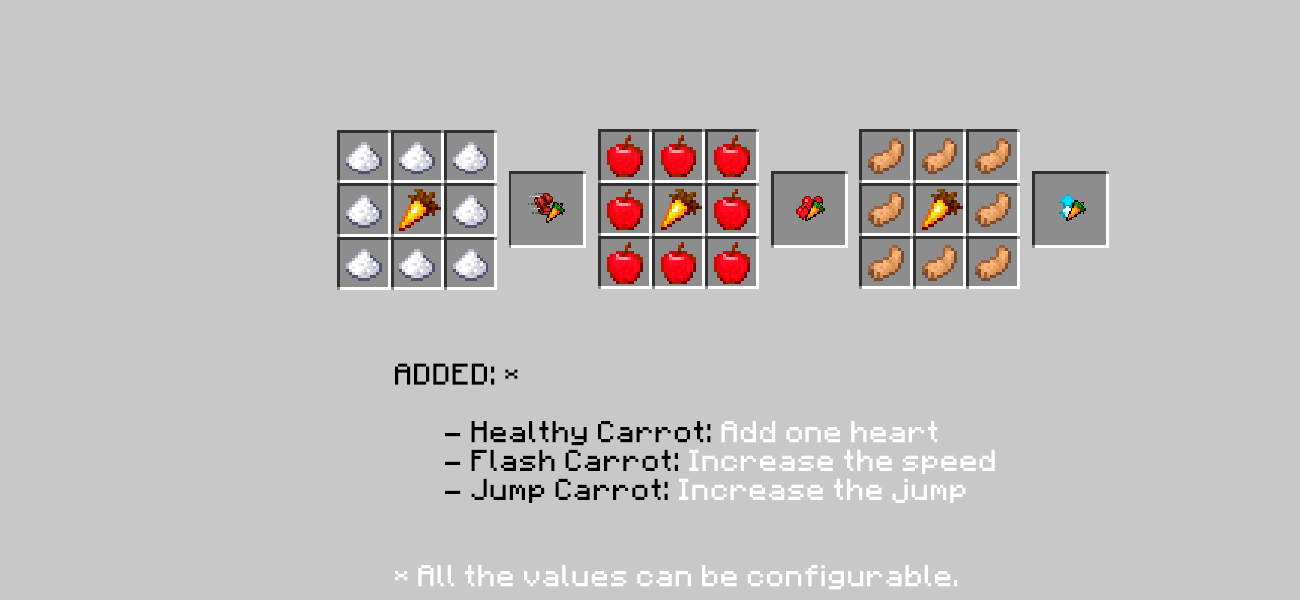 ADDED: *
- Healthy Carrot: Add one heart
- Flash Carrot: Increase the speed
- Jump Carrot: Increase the jump
* All the values can be configurable.